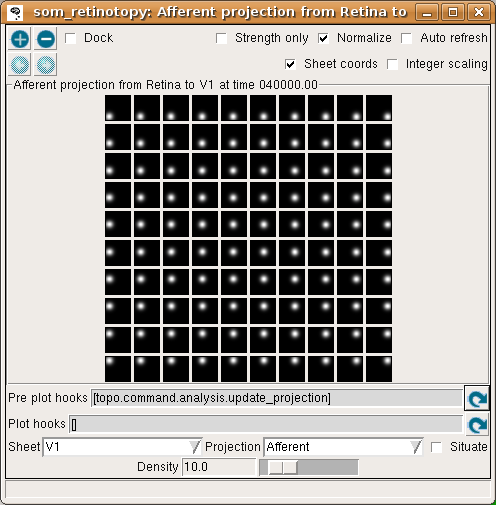 som_retinotopy: Afferent projection from Retina to
Dock Strength only Normalize Auto refresh
Sheet coords Integer scaling
Afferent projection from Retina to V1 at time 040000.00
Pre plot hooks [topo.command.analysis.update_projection]
Plot hooks []
Sheet V1 Projection Afferent Situate
Density 10.0